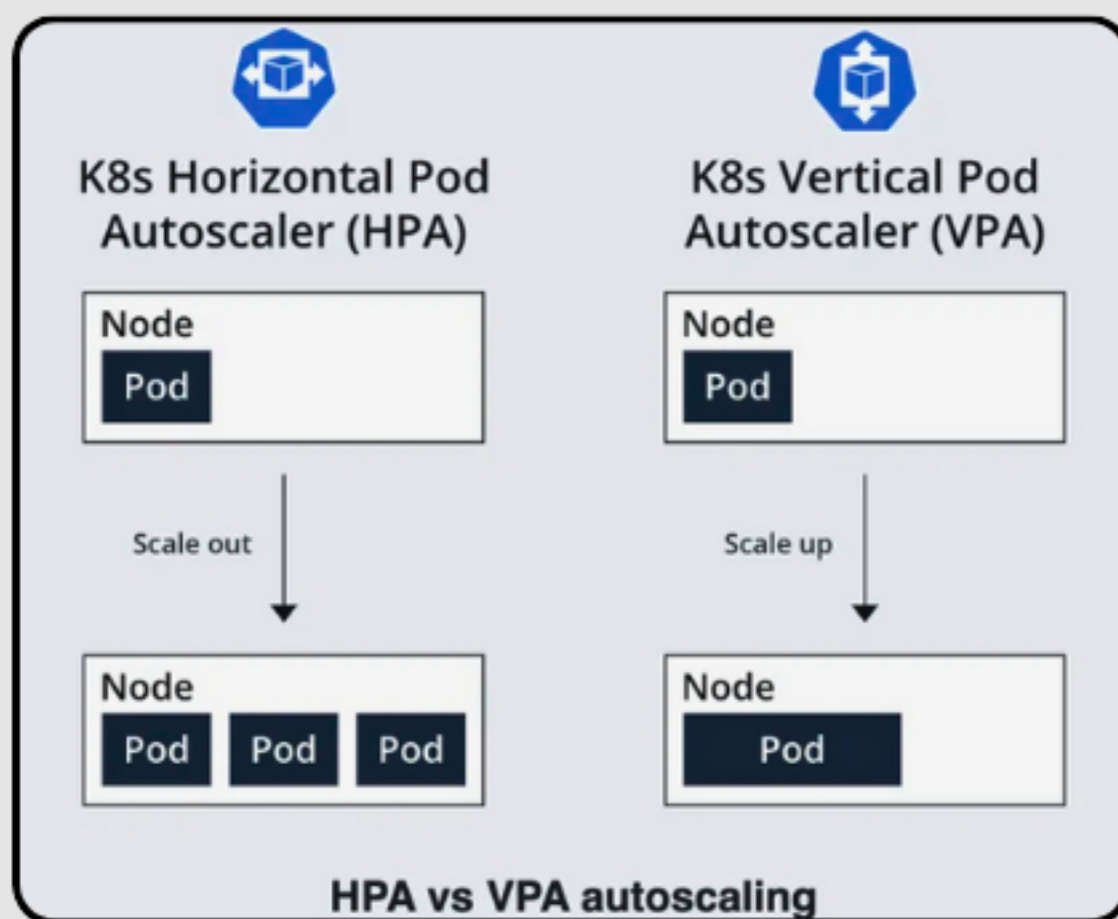 K8s Horizontal Pod
Autoscaler (HPA)
Node
Pod
Scale out
Node
Pod Pod Pod
K8s Vertical Pod
Autoscaler (VPA)
Node
Pod
Scale up
Node
Pod
HPA vs VPA autoscaling